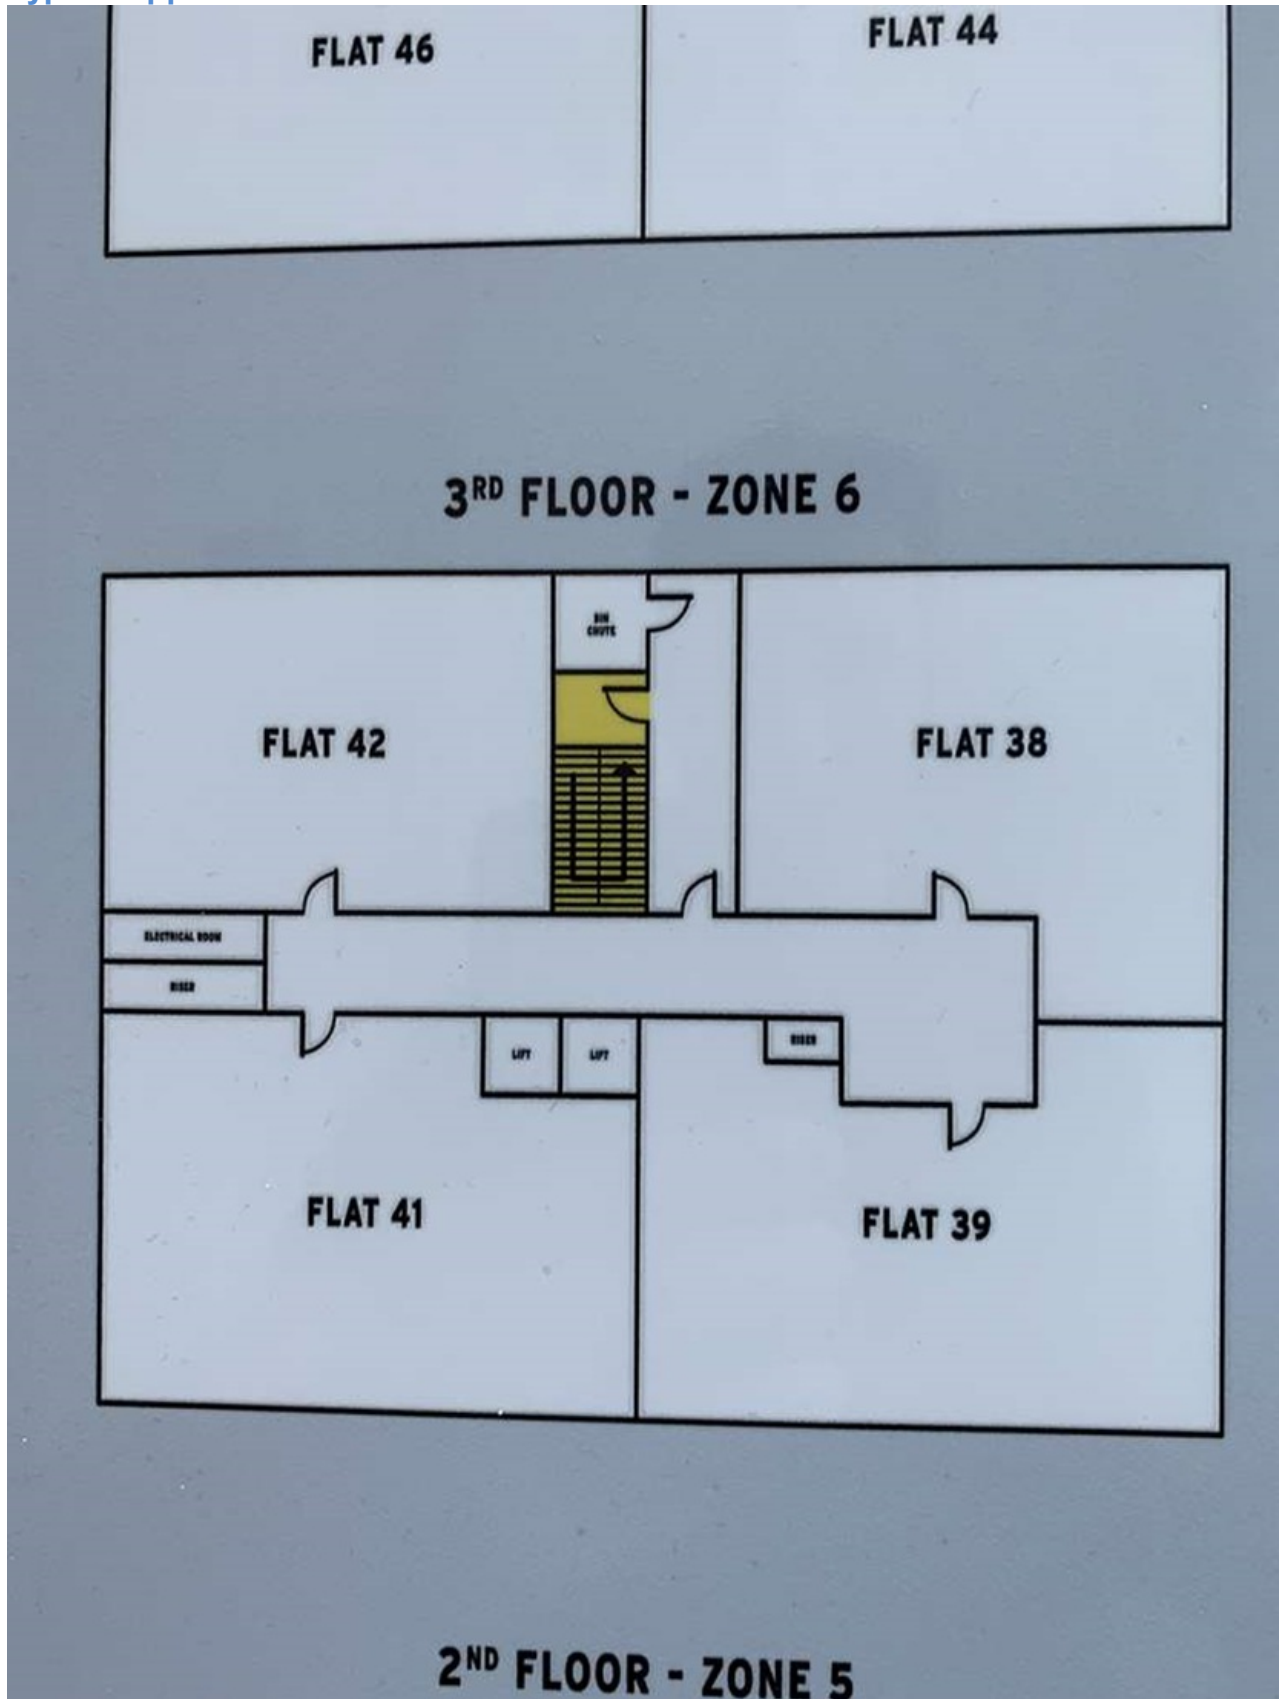 FLAT 46
FLAT 44
3RD FLOOR - ZONE 6
BIN
CHUTE
FLAT 42
FLAT 38
ELECTRICAL ROOM
RISER
LIFT
LIFT
RISER
FLAT 41
FLAT 39
2ND FLOOR - ZONE 5